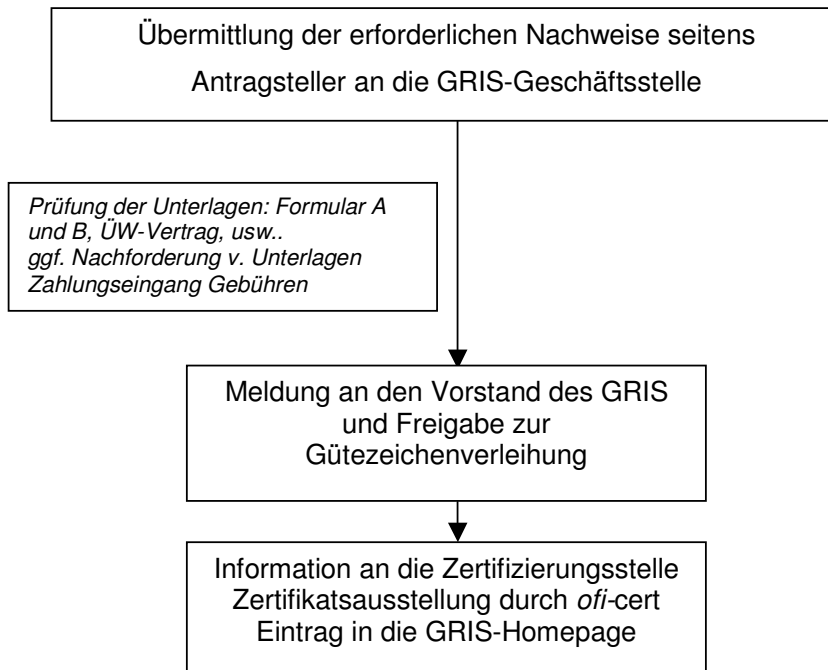 Übermittlung der erforderlichen Nachweise seitens
Antragsteller an die GRIS-Geschäftsstelle
Prüfung der Unterlagen: Formular A
und B, ÜW-Vertrag, usw..
ggf. Nachforderung v. Unterlagen
Zahlungseingang Gebühren
Meldung an den Vorstand des GRIS
und Freigabe zur
Gütezeichenverleihung
Information an die Zertifizierungsstelle
Zertifikatsausstellung durch ofi-cert
Eintrag in die GRIS-Homepage